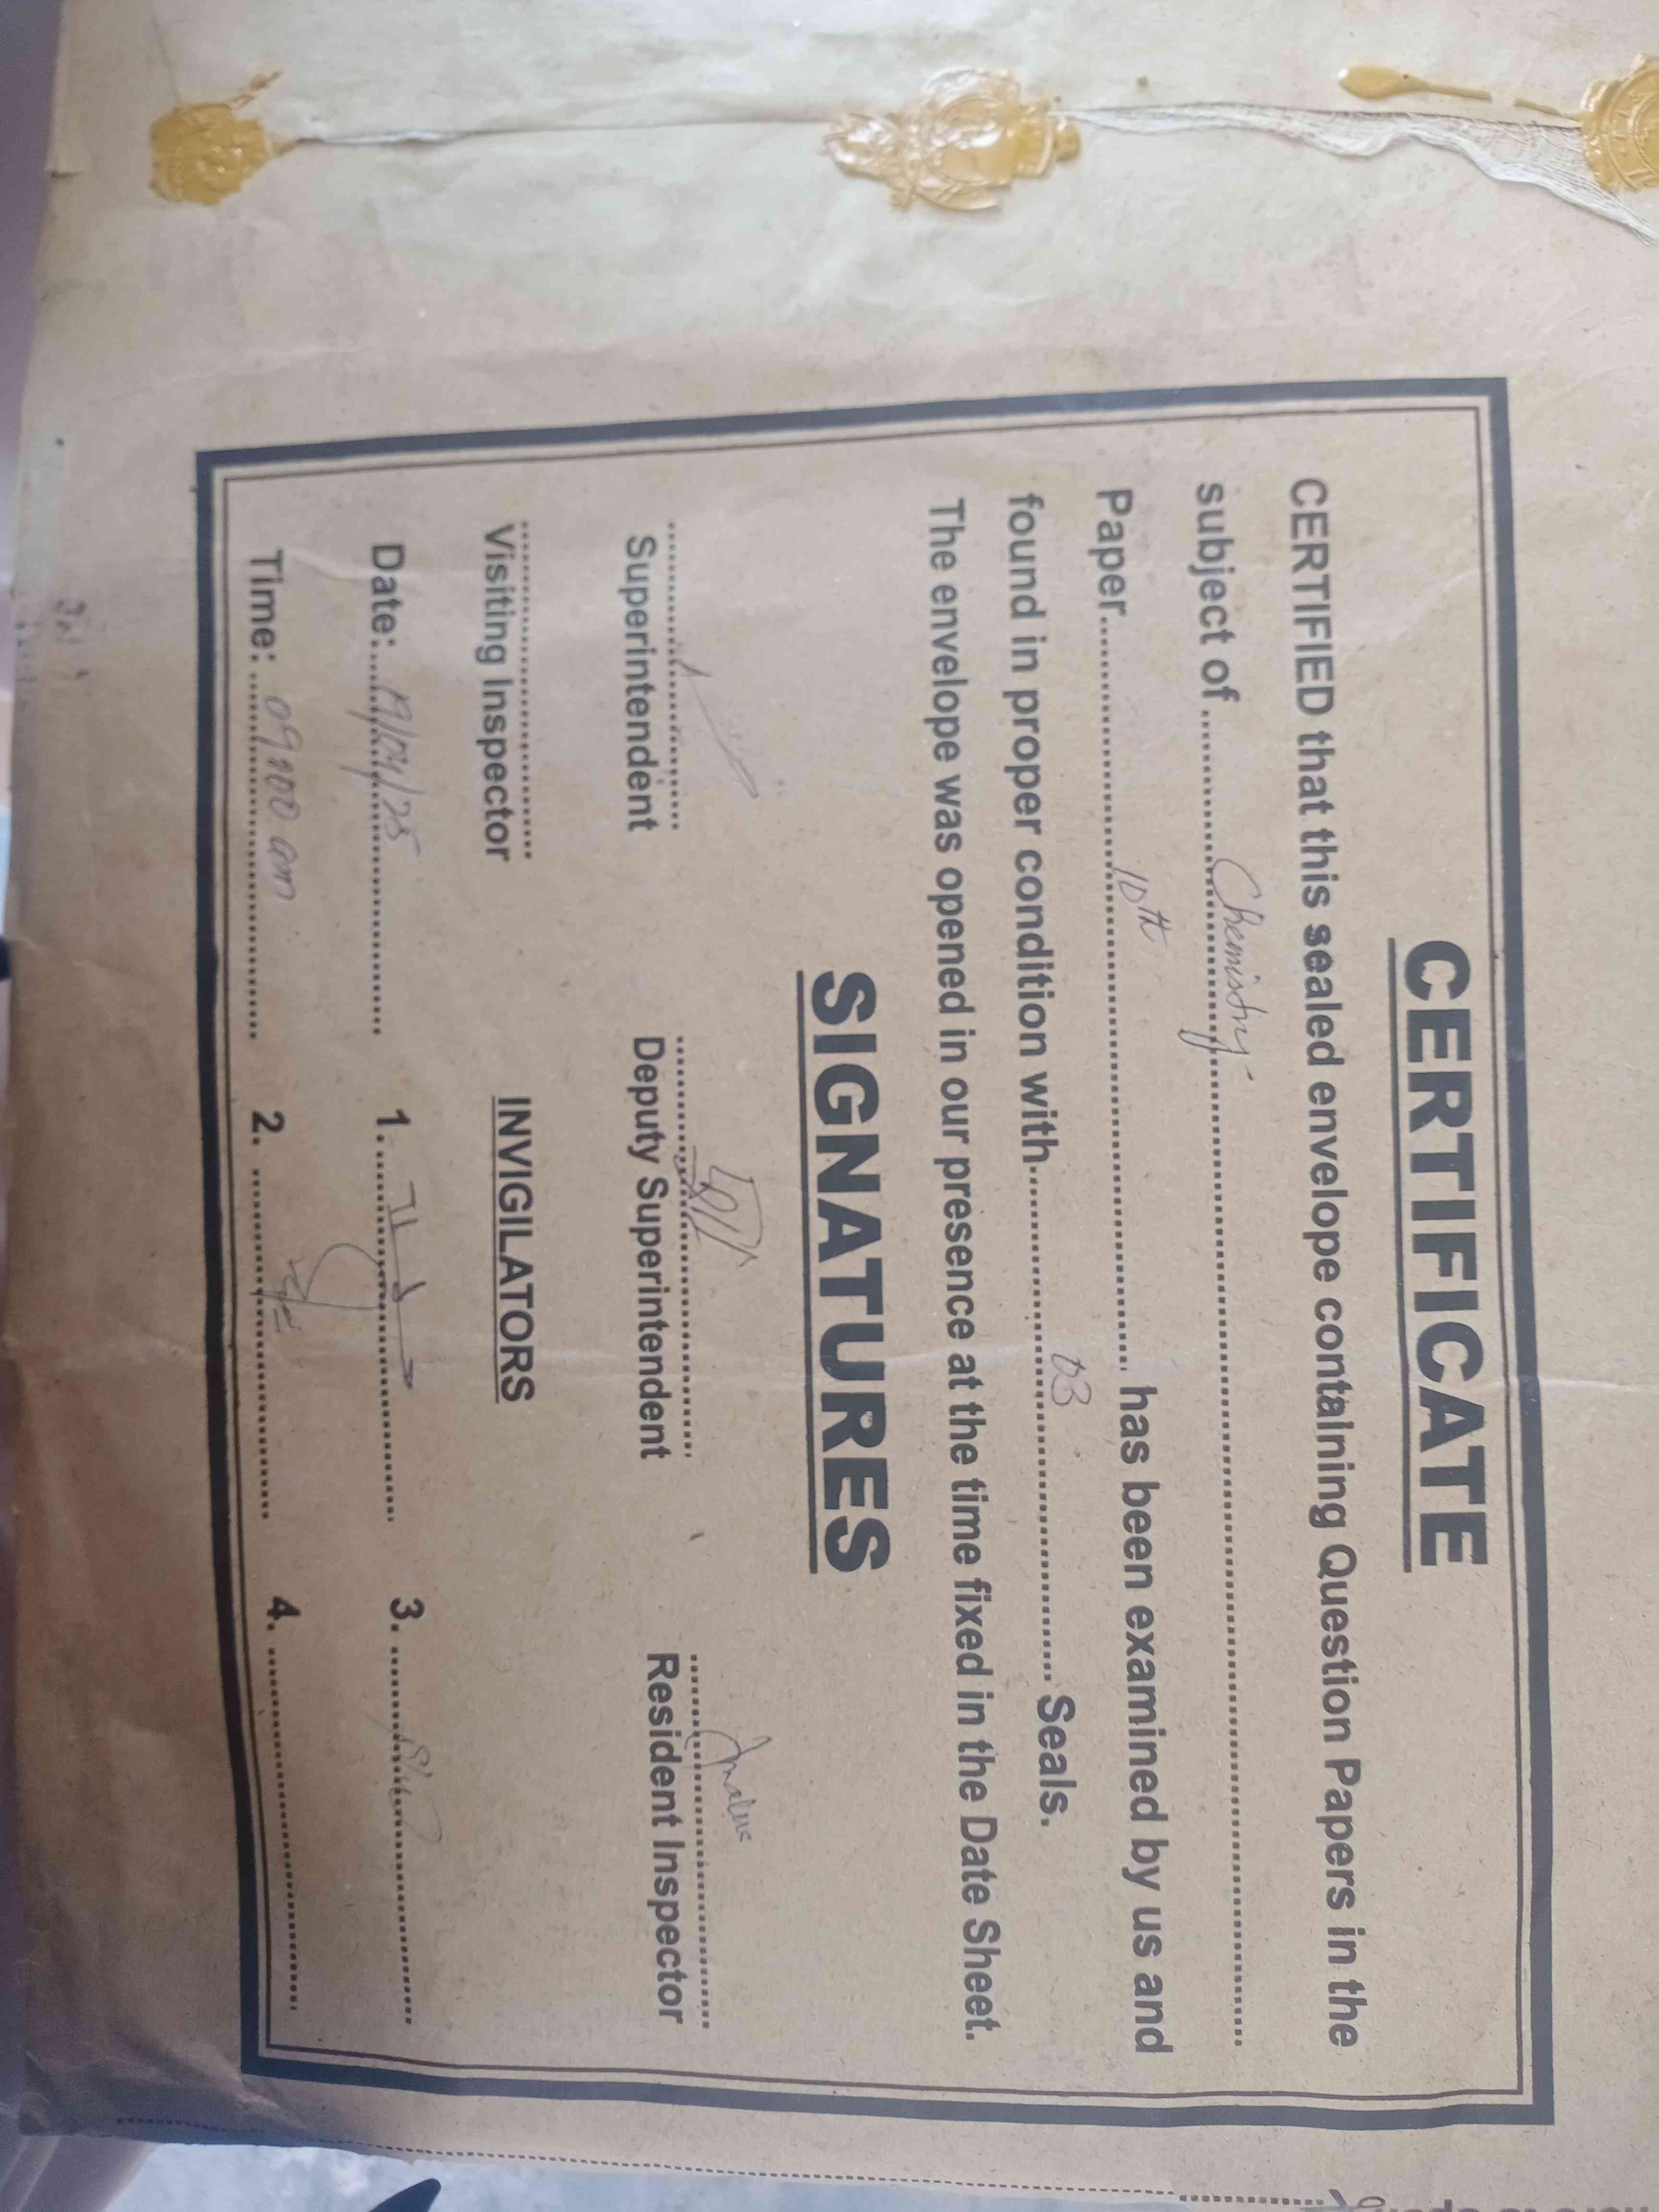 CERTIFICATE
CERTIFIED that this sealed envelope containing Question Papers in the
subject of.......... Chemistry ..........
Paper.......... 10th .......... has been examined by us and
found in proper condition with.......... 03 .......... Seals.
The envelope was opened in our presence at the time fixed in the Date Sheet.
SIGNATURES
Superintendent Deputy Superintendent Resident Inspector
Visiting Inspector INVIGILATORS
Date:.... 19/04/25 1. 3.
Time: .... 09:00 am 2. 4.